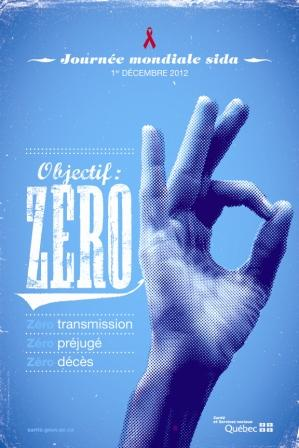 Journée mondiale sida
1er DÉCEMBRE 2012
Objectif :
ZÉRO
Zéro transmission
Zéro préjugé
Zéro décès
sante.gouv.qc.ca
Santé
et Services sociaux
Québec